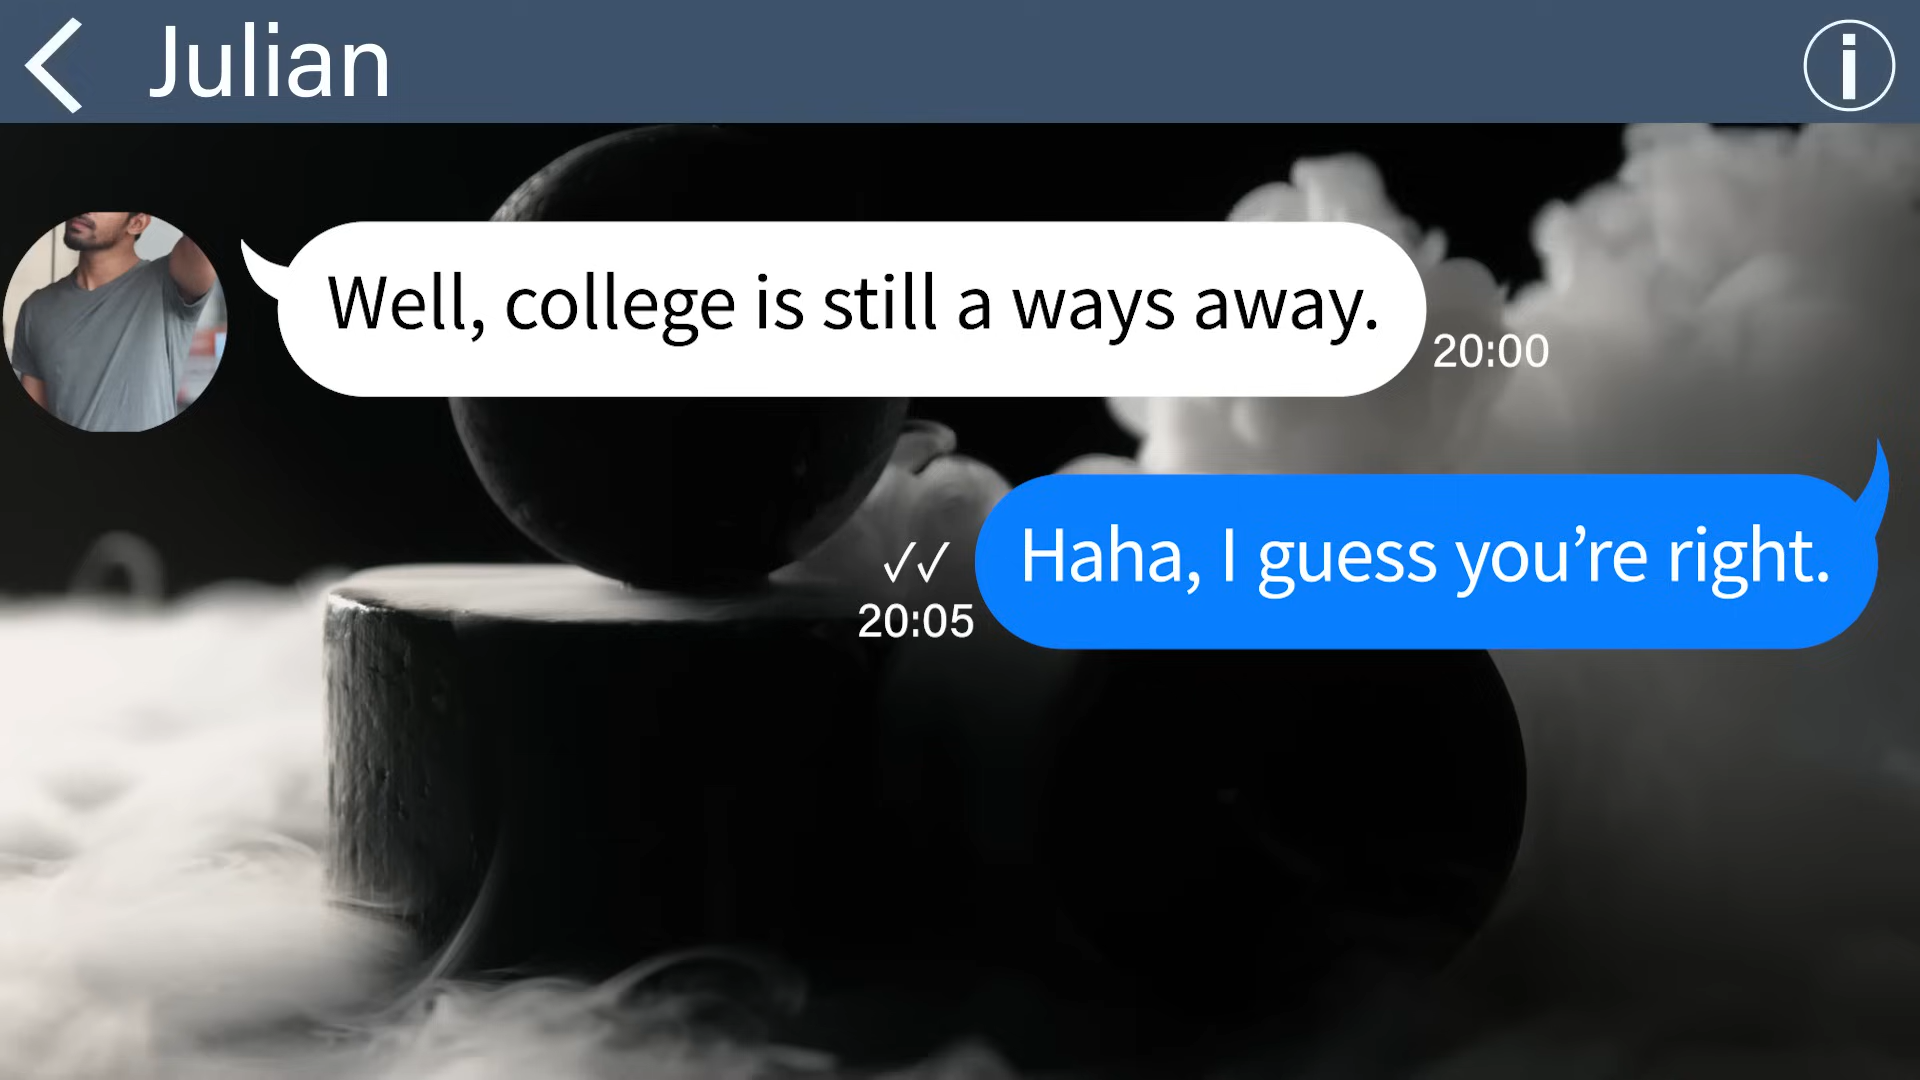 Julian
Well, college is still a ways away.
20:00
Haha, I guess you’re right.
✓✓
20:05